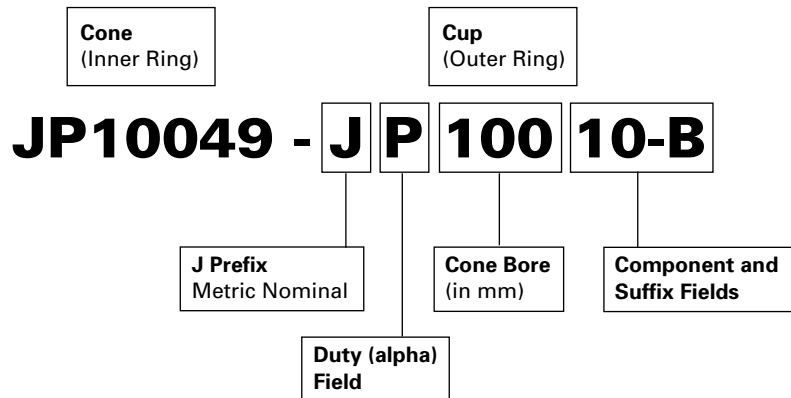 Cone
(Inner Ring)
Cup
(Outer Ring)
JP10049 - J P 100 10-B
J Prefix
Metric Nominal
Cone Bore
(in mm)
Component and
Suffix Fields
Duty (alpha)
Field